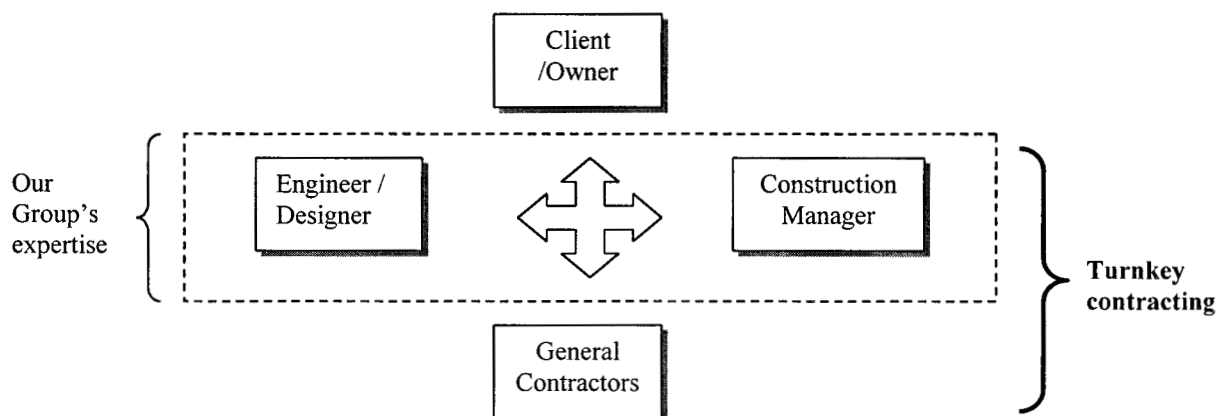 Client
/Owner
Our
Group's
expertise
Engineer /
Designer
Construction
Manager
Turnkey
contracting
General
Contractors